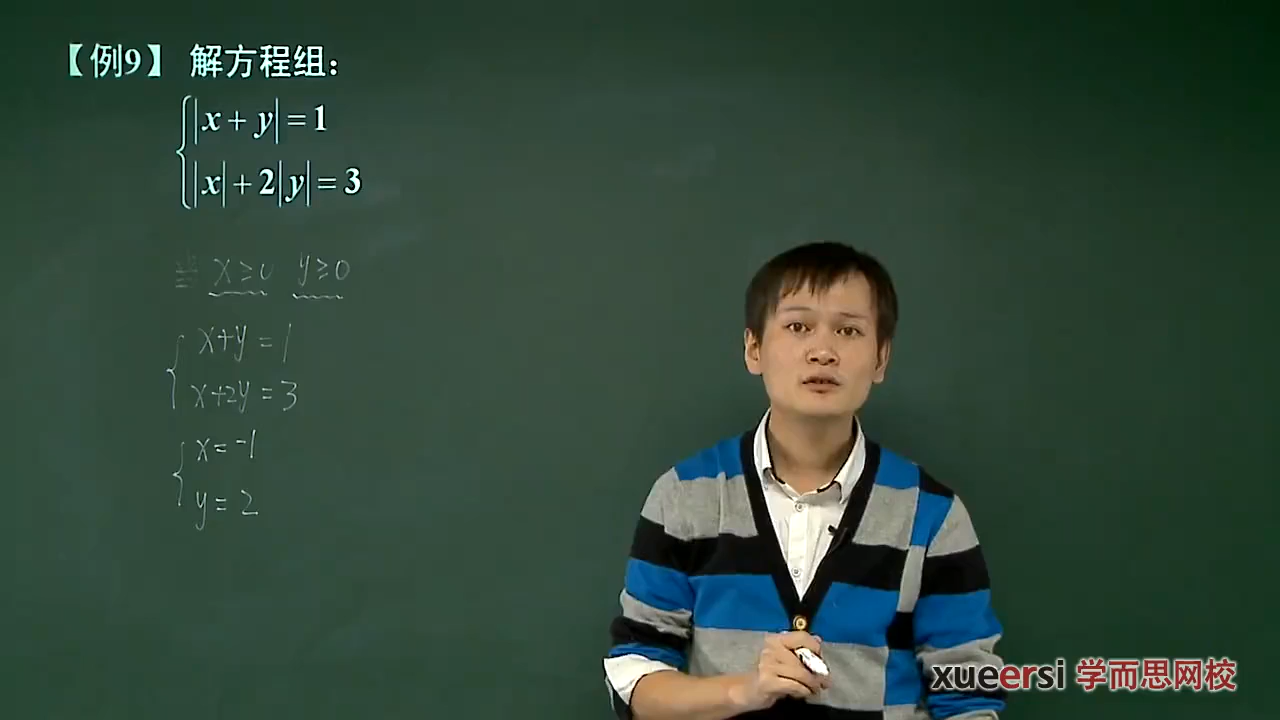 【例9】 解方程组：
|x + y| = 1
|x| + 2|y| = 3
当 x≥0 y≥0
x+y = 1
x+2y = 3
x = -1
y = 2
xueersi 学而思网校